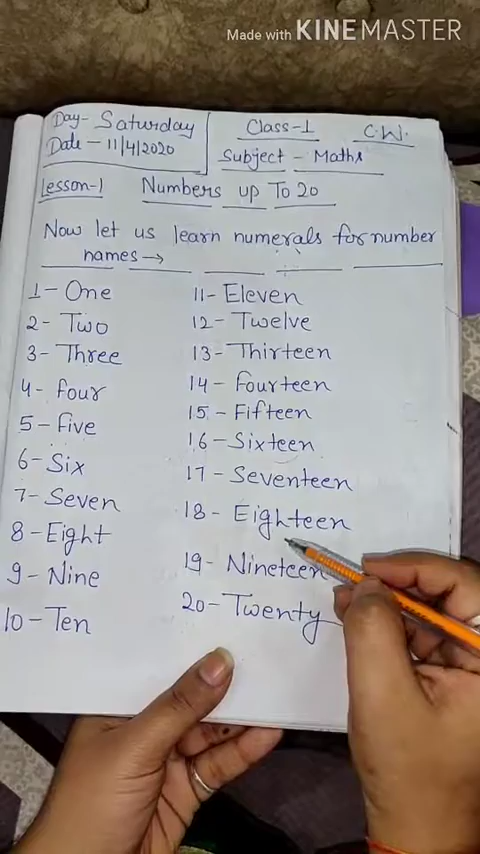 Made with KINEMASTER
Day- Saturday
Date - 11/4/2020
Class-1
C.W.
Subject - Maths
Lesson-1 Numbers up To 20
Now let us learn numerals for number
names→
1- One
2- Two
3- Three
4- four
5- five
6- Six
7- Seven
8- Eight
9- Nine
10- Ten
11- Eleven
12- Twelve
13- Thirteen
14- fourteen
15- Fifteen
16- Sixteen
17- Seventeen
18- Eighteen
19- Nineteen
20- Twenty